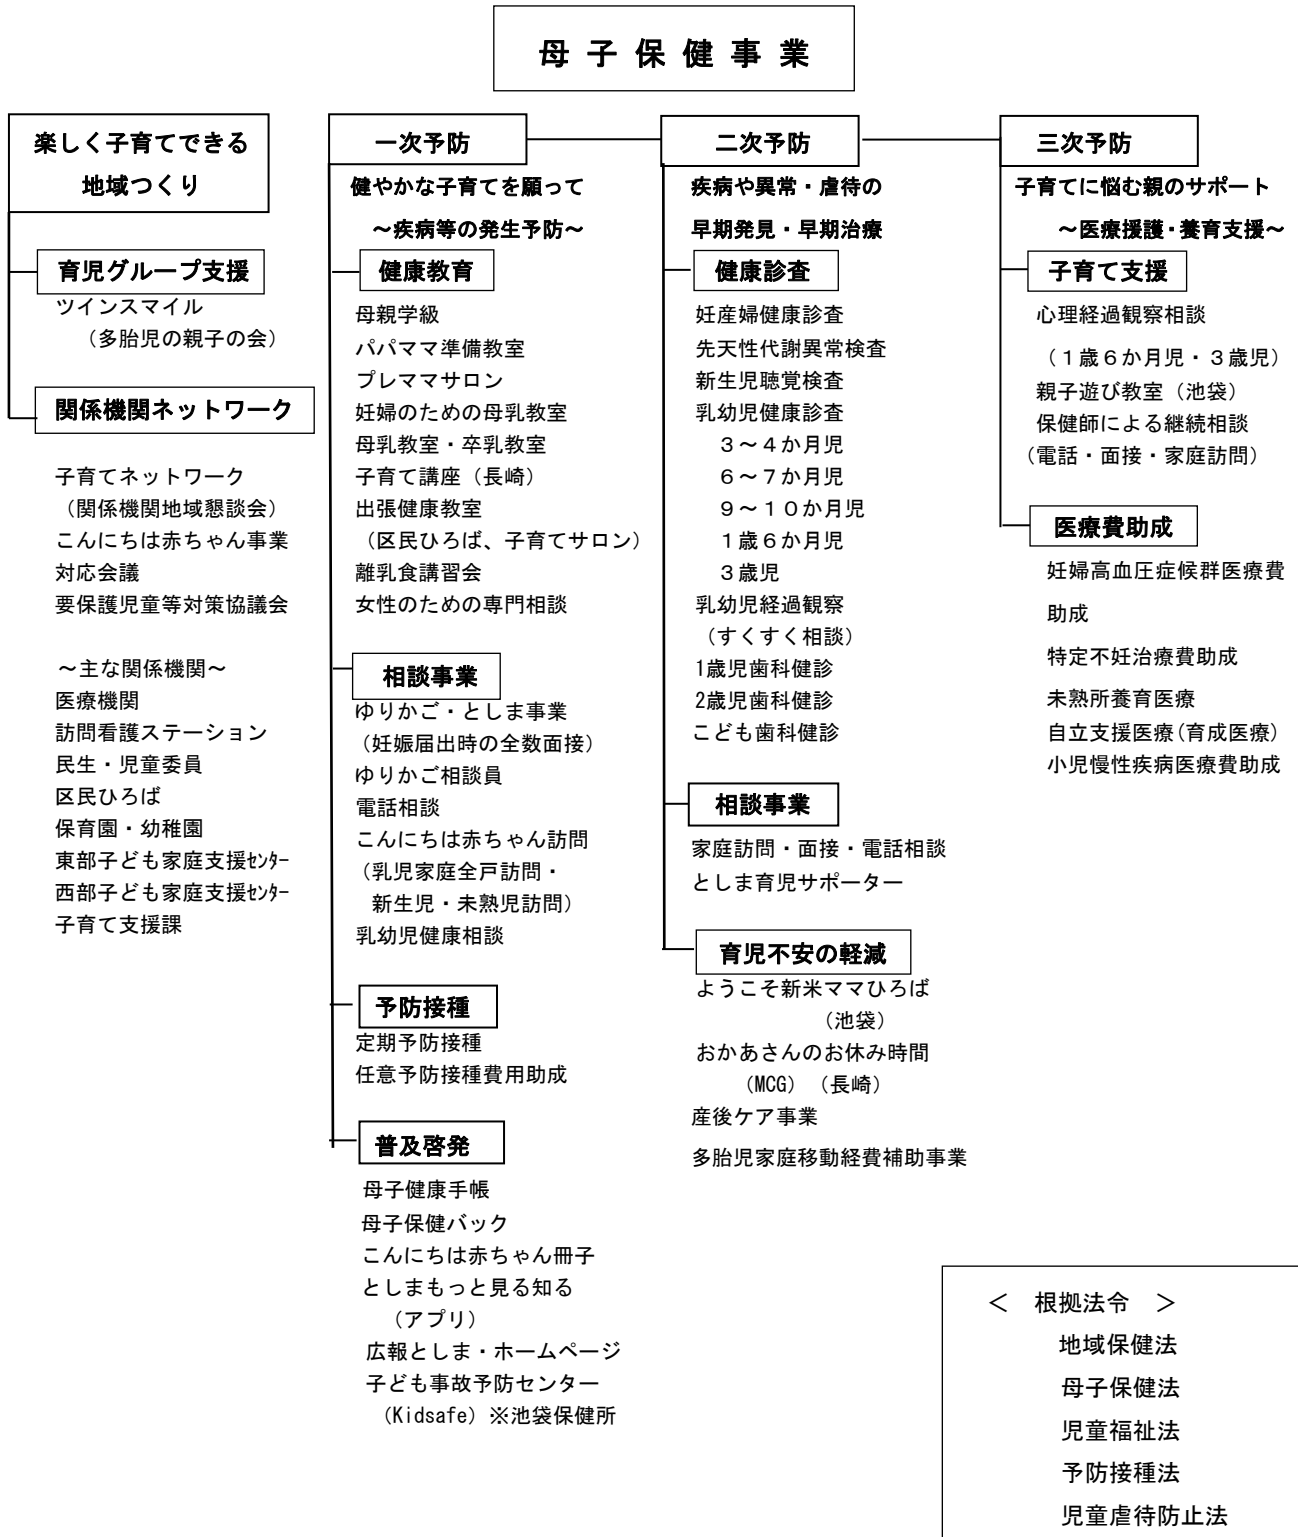 母子保健事業
楽しく子育てできる
地域つくり
育児グループ支援
ツインスマイル
（多胎児の親子の会）
関係機関ネットワーク
子育てネットワーク
（関係機関地域懇談会）
こんにちは赤ちゃん事業
対応会議
要保護児童等対策協議会
～主な関係機関～
医療機関
訪問看護ステーション
民生・児童委員
区民ひろば
保育園・幼稚園
東部子ども家庭支援ｾﾝﾀｰ
西部子ども家庭支援ｾﾝﾀｰ
子育て支援課
一次予防
健やかな子育てを願って
～疾病等の発生予防～
健康教育
母親学級
パパママ準備教室
プレママサロン
妊婦のための母乳教室
母乳教室・卒乳教室
子育て講座（長崎）
出張健康教室
（区民ひろば、子育てサロン）
離乳食講習会
女性のための専門相談
相談事業
ゆりかご・としま事業
（妊娠届出時の全数面接）
ゆりかご相談員
電話相談
こんにちは赤ちゃん訪問
（乳児家庭全戸訪問・
新生児・未熟児訪問）
乳幼児健康相談
予防接種
定期予防接種
任意予防接種費用助成
普及啓発
母子健康手帳
母子保健バック
こんにちは赤ちゃん冊子
としまもっと見る知る
（アプリ）
広報としま・ホームページ
子ども事故予防センター
（Kidsafe）※池袋保健所
二次予防
疾病や異常・虐待の
早期発見・早期治療
健康診査
妊産婦健康診査
先天性代謝異常検査
新生児聴覚検査
乳幼児健康診査
３～４か月児
６～７か月児
９～１０か月児
１歳６か月児
３歳児
乳幼児経過観察
（すくすく相談）
1歳児歯科健診
2歳児歯科健診
こども歯科健診
相談事業
家庭訪問・面接・電話相談
としま育児サポーター
育児不安の軽減
ようこそ新米ママひろば
（池袋）
おかあさんのお休み時間
（MCG）（長崎）
産後ケア事業
多胎児家庭移動経費補助事業
三次予防
子育てに悩む親のサポート
～医療援護・養育支援～
子育て支援
心理経過観察相談
（１歳６か月児・３歳児）
親子遊び教室（池袋）
保健師による継続相談
（電話・面接・家庭訪問）
医療費助成
妊婦高血圧症候群医療費
助成
特定不妊治療費助成
未熟所養育医療
自立支援医療(育成医療）
小児慢性疾病医療費助成
＜　根拠法令　＞
地域保健法
母子保健法
児童福祉法
予防接種法
児童虐待防止法